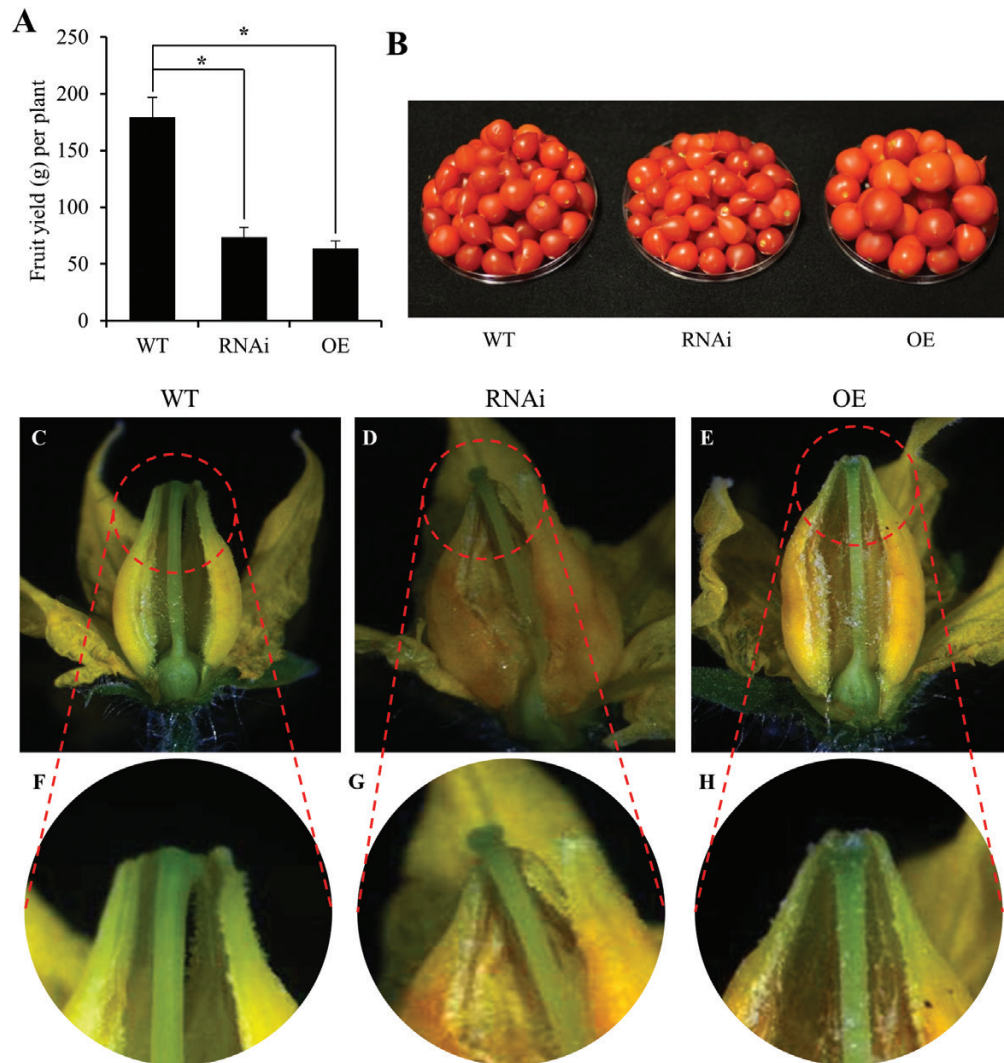 A
Fruit yield (g) per plant
250
200
150
100
50
0
*
*
WT
RNAi
OE
B
WT
RNAi
OE
WT
RNAi
OE
C
D
E
F
G
H